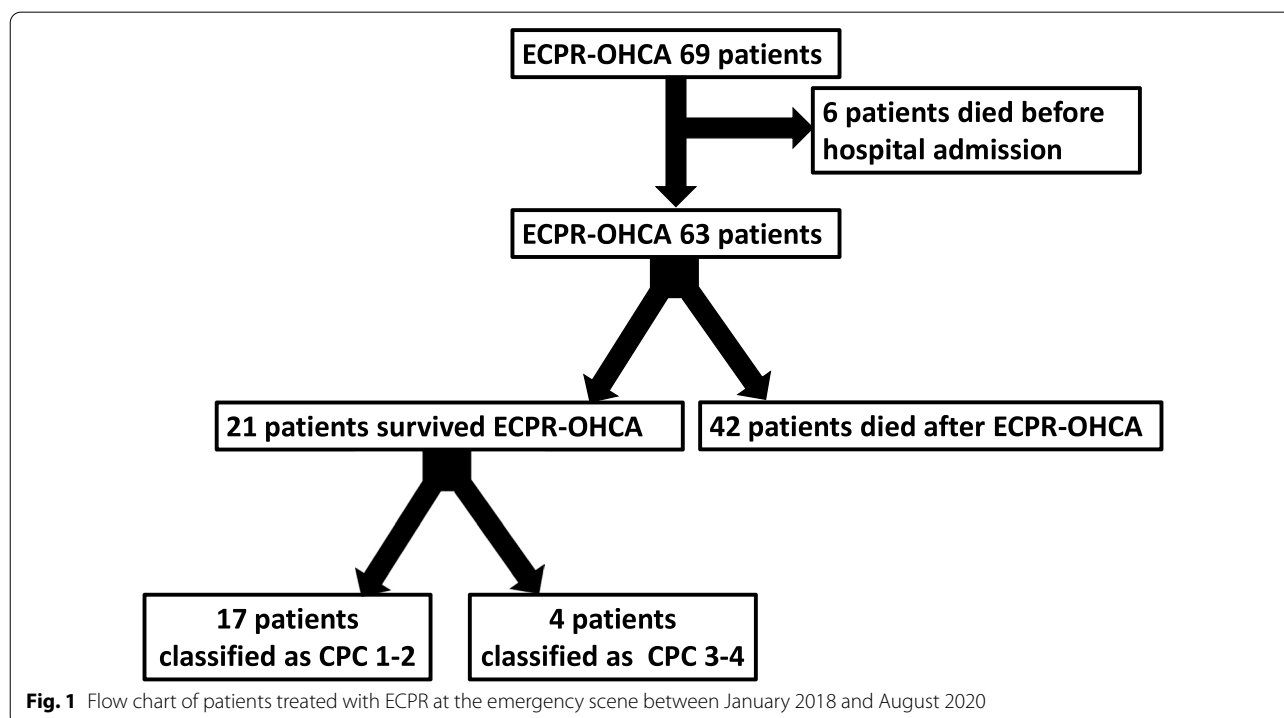 ECPR-OHCA 69 patients
6 patients died before
hospital admission
ECPR-OHCA 63 patients
21 patients survived ECPR-OHCA
42 patients died after ECPR-OHCA
17 patients
classified as CPC 1-2
4 patients
classified as CPC 3-4
Fig. 1 Flow chart of patients treated with ECPR at the emergency scene between January 2018 and August 2020